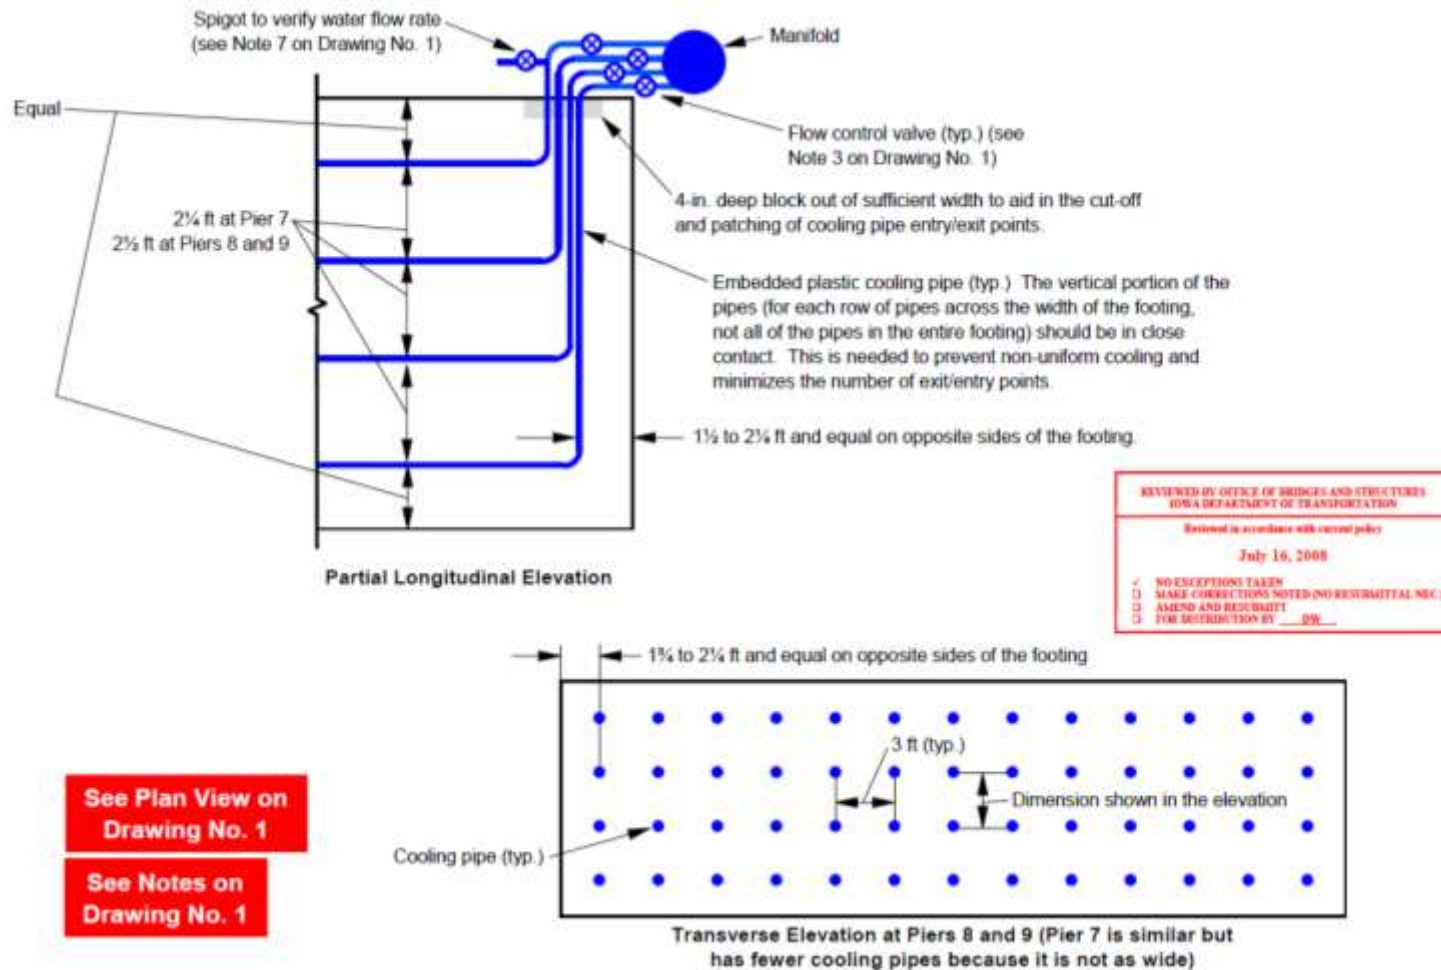 Spigot to verify water flow rate
(see Note 7 on Drawing No. 1)
Manifold
Equal
Flow control valve (typ.) (see
Note 3 on Drawing No. 1)
4-in. deep block out of sufficient width to aid in the cut-off
and patching of cooling pipe entry/exit points.
2¼ ft at Pier 7
2½ ft at Piers 8 and 9
Embedded plastic cooling pipe (typ.) The vertical portion of the
pipes (for each row of pipes across the width of the footing,
not all of the pipes in the entire footing) should be in close
contact. This is needed to prevent non-uniform cooling and
minimizes the number of exit/entry points.
1½ to 2¼ ft and equal on opposite sides of the footing.
Partial Longitudinal Elevation
REVIEWED BY OFFICE OF BRIDGES AND STRUCTURES
IOWA DEPARTMENT OF TRANSPORTATION
Reviewed in accordance with current policy
July 16, 2008
✓ NO EXCEPTIONS TAKEN
☐ MAKE CORRECTIONS NOTED (NO RESUBMITTAL NEC.)
☐ AMEND AND RESUBMITT
☐ FOR DISTRIBUTION BY DW
1¾ to 2¼ ft and equal on opposite sides of the footing
3 ft (typ.)
Dimension shown in the elevation
Cooling pipe (typ.)
See Plan View on
Drawing No. 1
See Notes on
Drawing No. 1
Transverse Elevation at Piers 8 and 9 (Pier 7 is similar but
has fewer cooling pipes because it is not as wide)